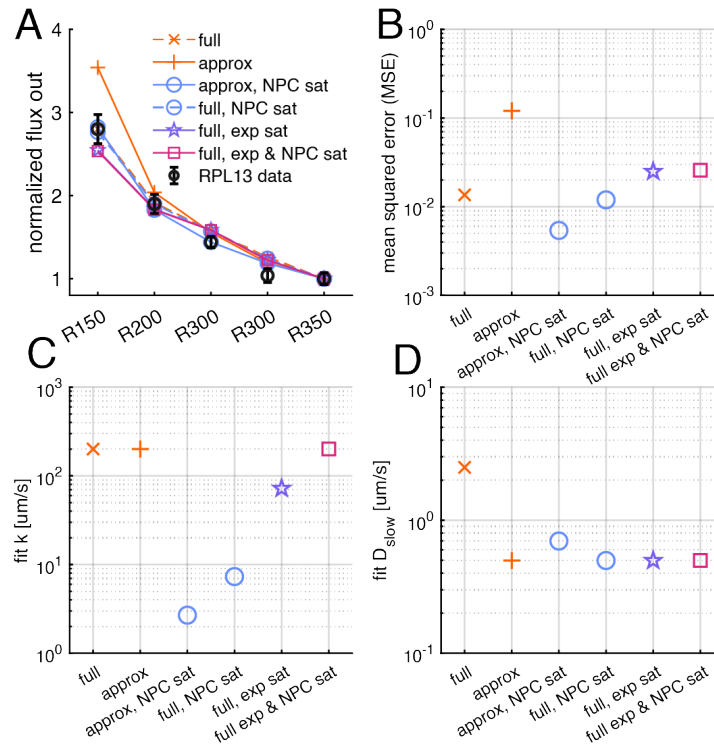 A
normalized flux out
4
3
2
1
full
approx
approx, NPC sat
full, NPC sat
full, exp sat
full, exp & NPC sat
RPL13 data
R150
R200
R300
R300
R350
B
mean squared error (MSE)
10^0
10^-1
10^-2
10^-3
full
approx
approx, NPC sat
full, NPC sat
full, exp sat
full exp & NPC sat
C
fit k [um/s]
10^3
10^2
10^1
10^0
full
approx
approx, NPC sat
full, NPC sat
full, exp sat
full exp & NPC sat
D
fit D_slow [um/s]
10^1
10^0
10^-1
full
approx
approx, NPC sat
full, NPC sat
full, exp sat
full exp & NPC sat